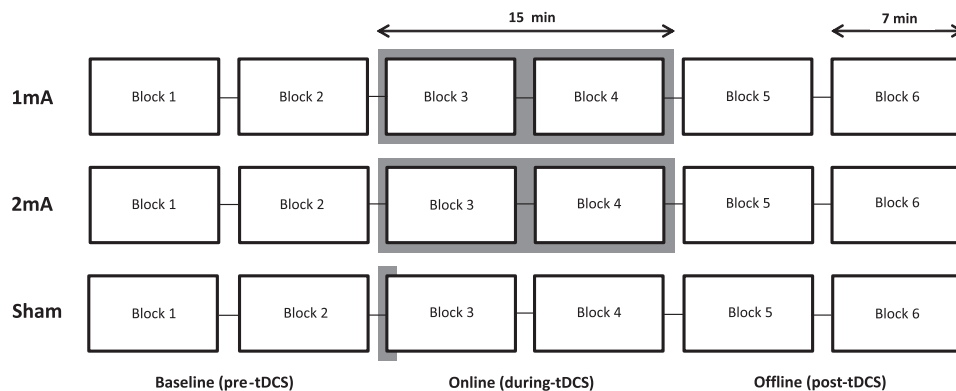 15 min
7 min
1mA
Block 1
Block 2
Block 3
Block 4
Block 5
Block 6
2mA
Block 1
Block 2
Block 3
Block 4
Block 5
Block 6
Sham
Block 1
Block 2
Block 3
Block 4
Block 5
Block 6
Baseline (pre-tDCS)
Online (during-tDCS)
Offline (post-tDCS)